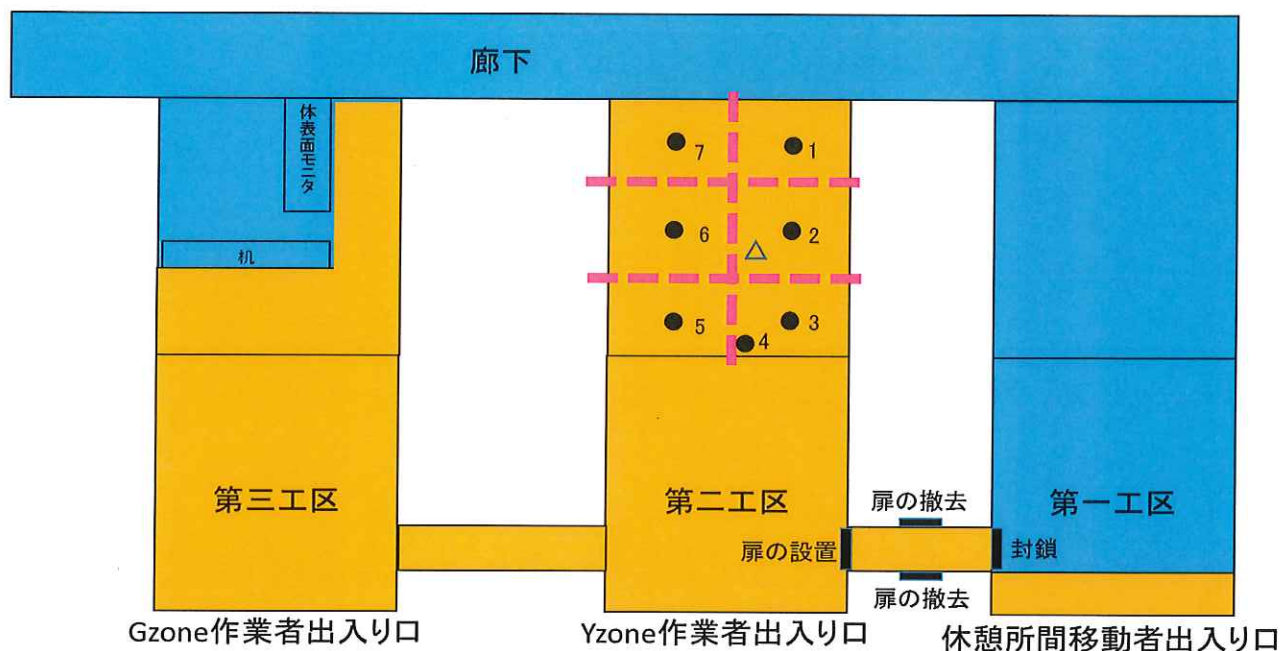 廊下
体表面モニタ
机
7
1
6
2
△
5
3
4
第三工区
第二工区
第一工区
扉の撤去
扉の設置
封鎖
扉の撤去
Gzone作業者出入り口
Yzone作業者出入り口
休憩所間移動者出入り口